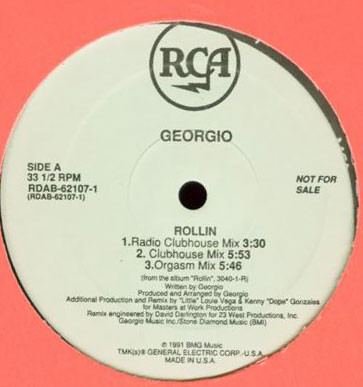 RCA
GEORGIO
SIDE A
33 1/2 RPM
RDAB-62107-1
(RDAB-62107-1)
NOT FOR
SALE
ROLLIN
1.Radio Clubhouse Mix 3:30
2. Clubhouse Mix 5:53
3.Orgasm Mix 5:46
(from the album "Rollin", 3040-1-R)
Written by: Georgio
Produced and Arranged by Georgio
Additional Production and Remix by "Little" Louie Vega & Kenny "Dope" Gonzales
for Masters at Work Productions
Remix engineered by David Darlington for 23 West Productions, Inc.
Georgio Music Inc./Stone Diamond Music (BMI)
℗ 1991 BMG Music
TMK(s)® GENERAL ELECTRIC CORP.-U.S.A.
MADE IN U.S.A.